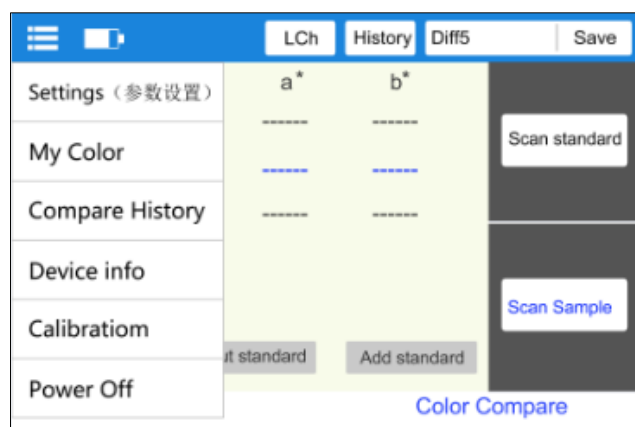 LCh History Diff5 Save
Settings（参数设置）
a* b*
------ ------
Scan standard
My Color
------ ------
Compare History
------ ------
Device info
Scan Sample
Calibratiom
standard Add standard
Power Off
Color Compare